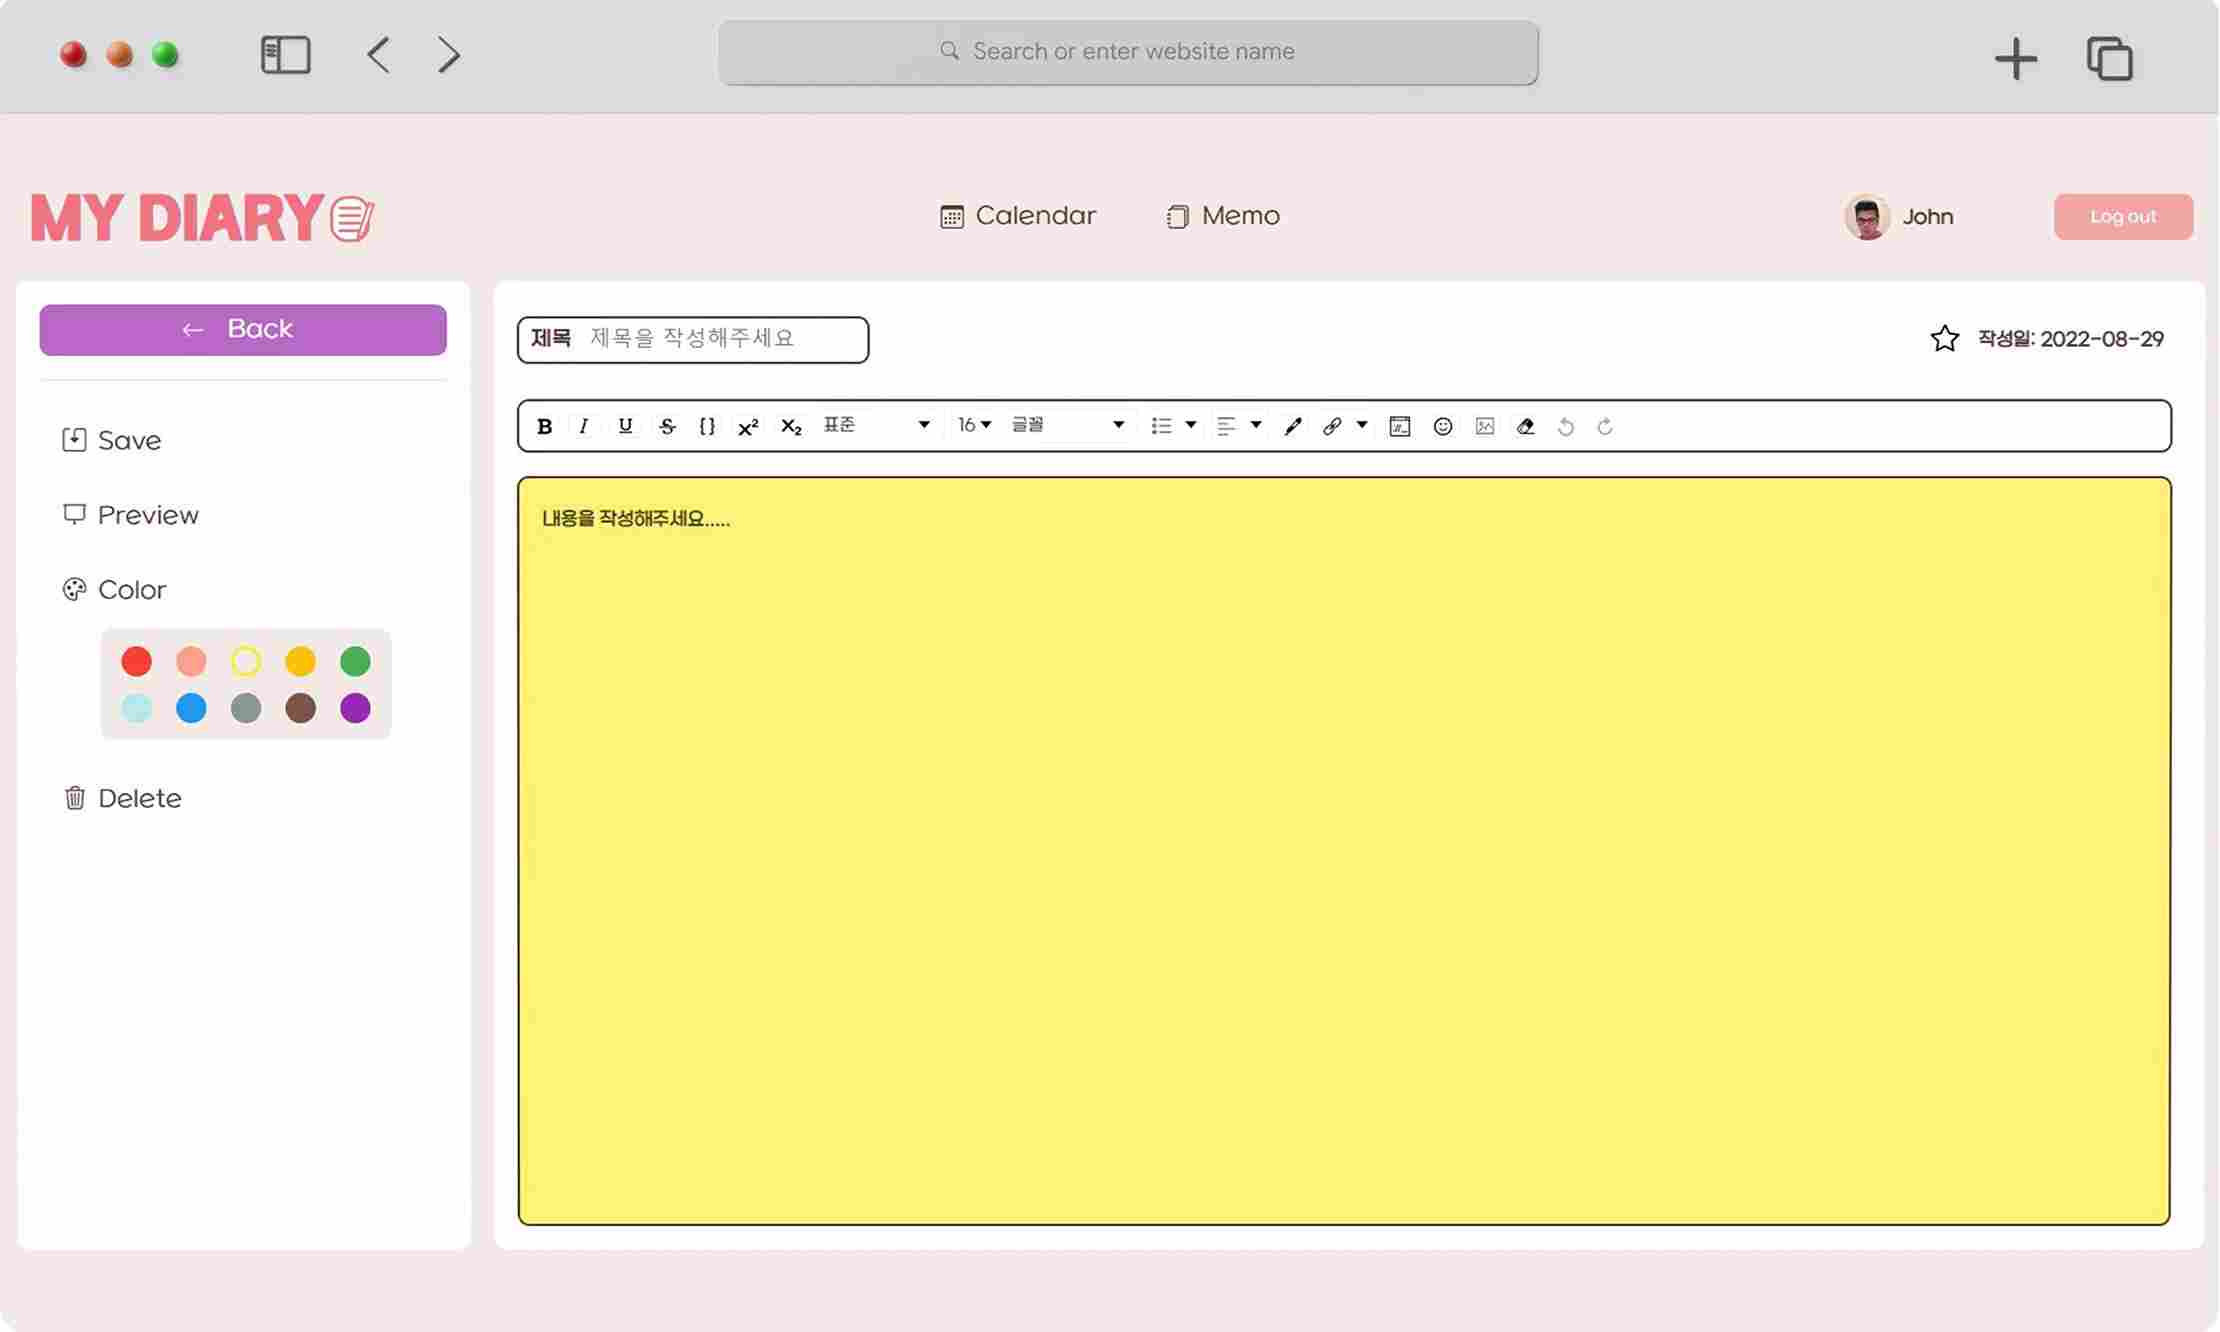 Search or enter website name
MY DIARY
Calendar
Memo
John
Log out
← Back
Save
Preview
Color
Delete
제목 제목을 작성해주세요
작성일: 2022-08-29
B I U S { } x² x₂ 표준 16 글꼴
내용을 작성해주세요.....